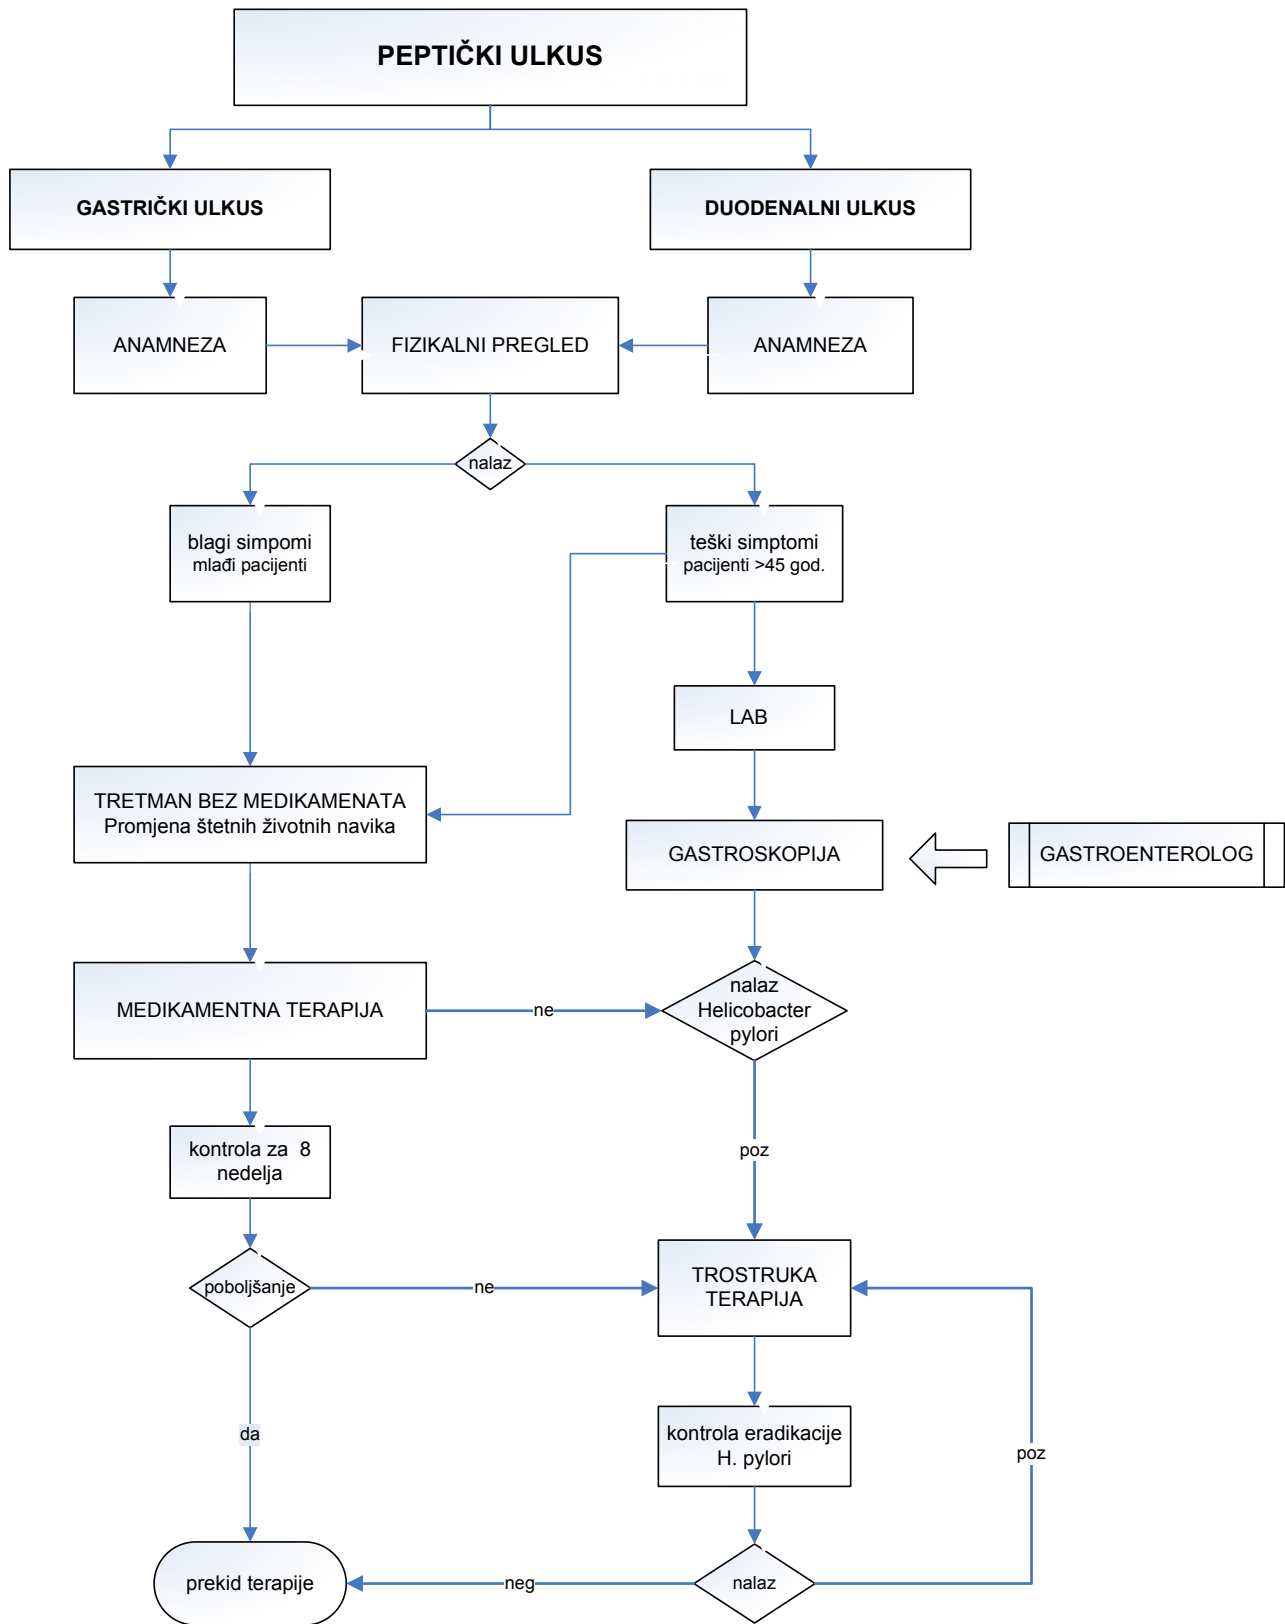 PEPTIČKI ULKUS
GASTRIČKI ULKUS
DUODENALNI ULKUS
ANAMNEZA
FIZIKALNI PREGLED
ANAMNEZA
nalaz
blagi simpomi
mlađi pacijenti
teški simptomi
pacijenti >45 god.
LAB
TRETMAN BEZ MEDIKAMENATA
Promjena štetnih životnih navika
GASTROSKOPIJA
GASTROENTEROLOG
MEDIKAMENTNA TERAPIJA
ne
nalaz
Helicobacter
pylori
kontrola za 8
nedelja
poz
poboljšanje
ne
TROSTRUKA
TERAPIJA
da
kontrola eradikacije
H. pylori
poz
prekid terapije
neg
nalaz